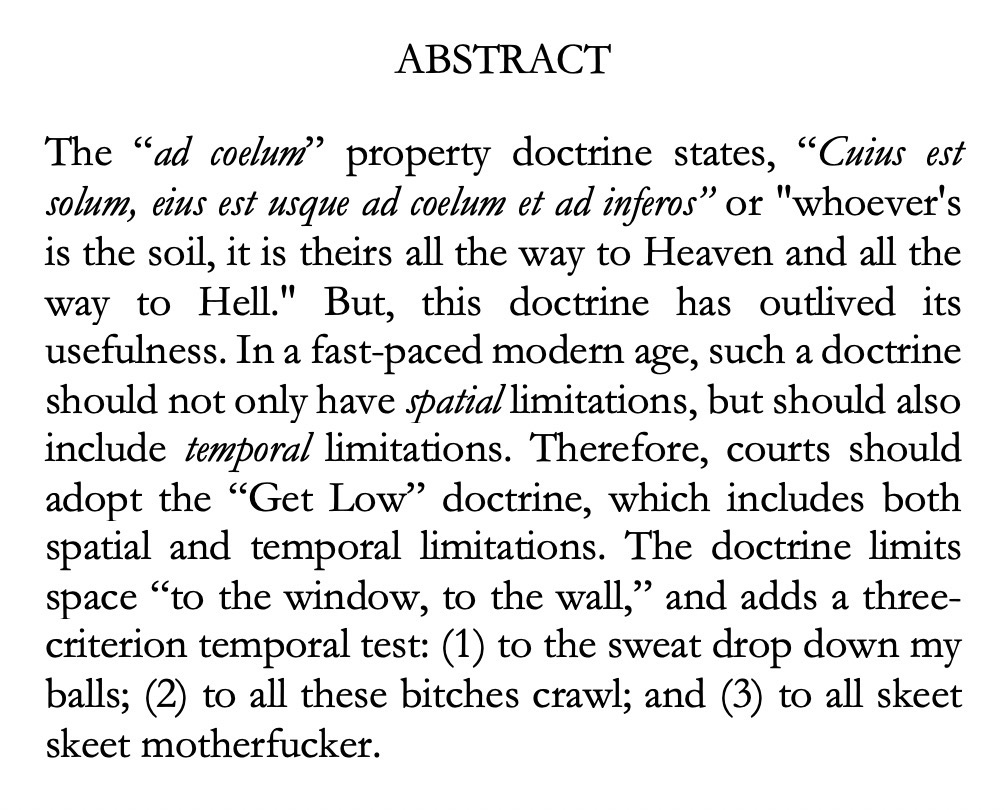 ABSTRACT
The “ad coelum” property doctrine states, “Cuius est
solum, eius est usque ad coelum et ad inferos” or "whoever's
is the soil, it is theirs all the way to Heaven and all the
way to Hell." But, this doctrine has outlived its
usefulness. In a fast-paced modern age, such a doctrine
should not only have spatial limitations, but should also
include temporal limitations. Therefore, courts should
adopt the “Get Low” doctrine, which includes both
spatial and temporal limitations. The doctrine limits
space “to the window, to the wall,” and adds a three-
criterion temporal test: (1) to the sweat drop down my
balls; (2) to all these bitches crawl; and (3) to all skeet
skeet motherfucker.